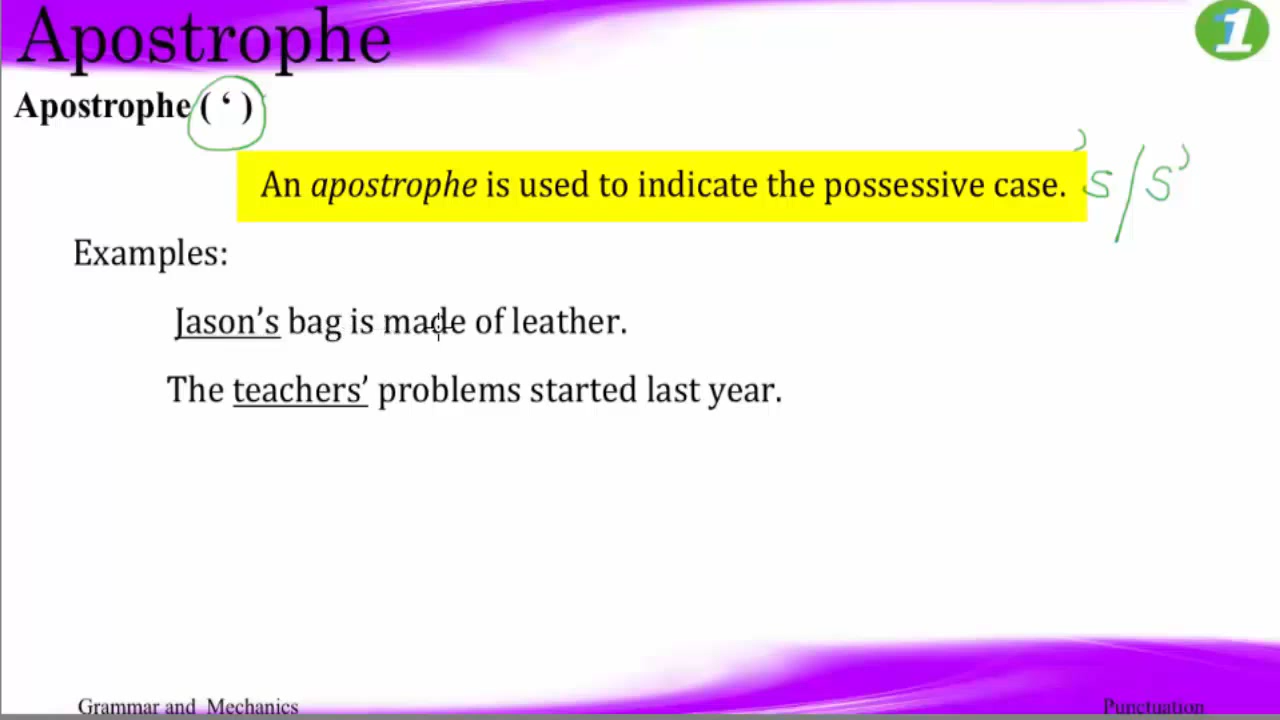 Apostrophe
1
Apostrophe ( ‘ )
An apostrophe is used to indicate the possessive case. ’s/s’
Examples:
Jason’s bag is made of leather.
The teachers’ problems started last year.
Grammar and Mechanics
Punctuation